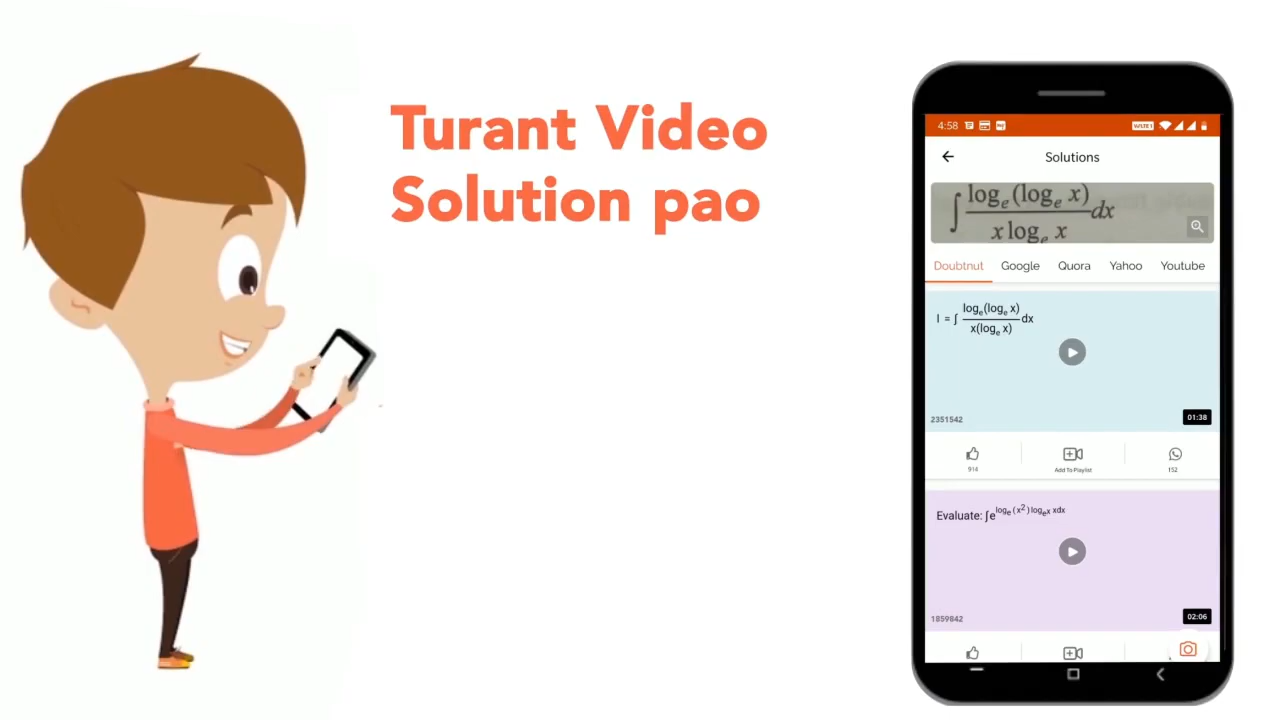 Turant Video
Solution pao
4:58
Solutions
∫ logₑ(logₑ x) / x logₑ x dx
Doubtnut Google Quora Yahoo Youtube
I = ∫ logₑ(logₑ x) / x(logₑ x) dx
2351542 01:38
914 Add To Playlist 152
Evaluate: ∫e^logₑ(x²)logₑx xdx
1859842 02:06